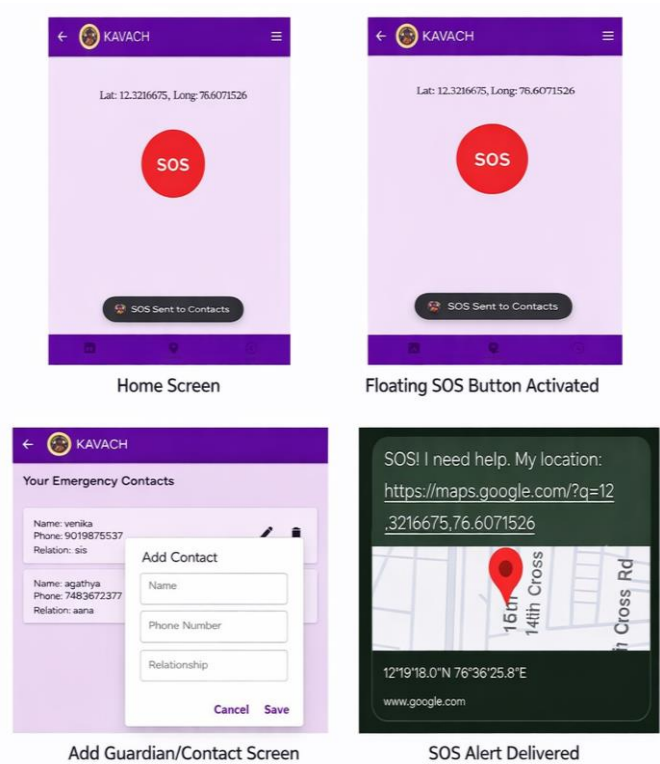 KAVACH
Lat: 12.3216675, Long: 76.6071526
SOS
SOS Sent to Contacts
Home Screen
KAVACH
Lat: 12.3216675, Long: 76.6071526
SOS
SOS Sent to Contacts
Floating SOS Button Activated
KAVACH
Your Emergency Contacts
Name: venika
Phone: 9019875537
Relation: sis
Name: agathya
Phone: 7483672377
Relation: aana
Add Contact
Name
Phone Number
Relationship
Cancel Save
Add Guardian/Contact Screen
SOS! I need help. My location:
https://maps.google.com/?q=12
.3216675,76.6071526
14tin Cross
Cross Rd
12°19'18.0"N 76°36'25.8"E
www.google.com
SOS Alert Delivered